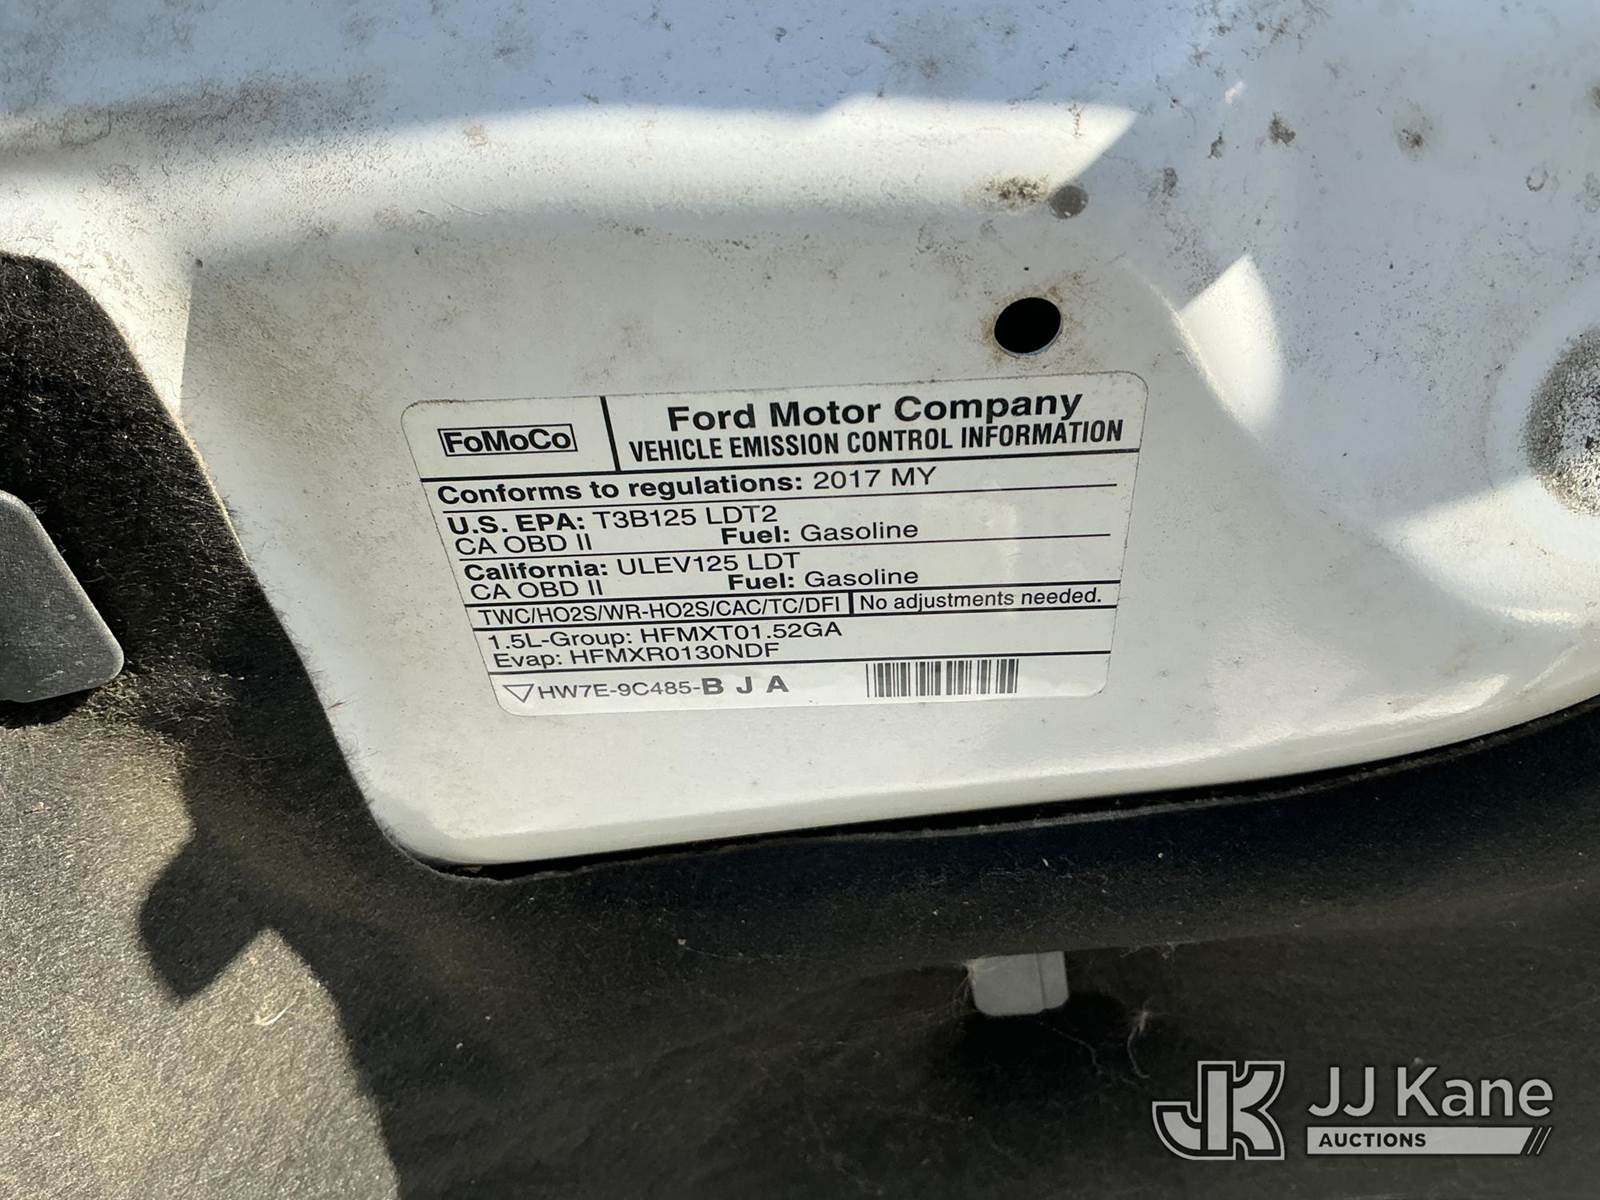 FoMoCo
Ford Motor Company
VEHICLE EMISSION CONTROL INFORMATION
Conforms to regulations: 2017 MY
U.S. EPA: T3B125 LDT2
CA OBD II Fuel: Gasoline
California: ULEV125 LDT
CA OBD II Fuel: Gasoline
TWC/HO2S/WR-HO2S/CAC/TC/DFI No adjustments needed.
1.5L-Group: HFMXT01.52GA
Evap: HFMXR0130NDF
HW7E-9C485-B J A
JK JJ Kane
AUCTIONS